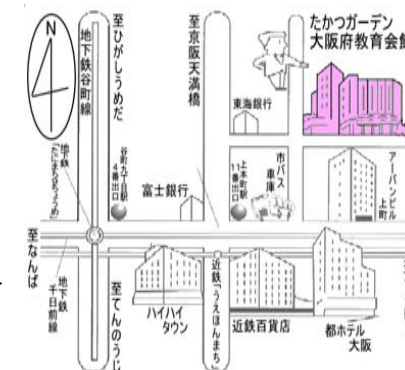 N
至ひがしうめだ
地下鉄谷町線
至京阪天満橋
たかつガーデン
大阪府教育会館
東海銀行
地下鉄
「たにまちきゅうちょうめ」
谷町九丁目駅
4番出口
富士銀行
上本町駅
11番出口
市バス
車庫
アーバンビル
上町
至なんば
地下鉄
千日前線
至てんのうじ
ハイハイ
タウン
近鉄「うえほんまち」
近鉄百貨店
都ホテル
大阪